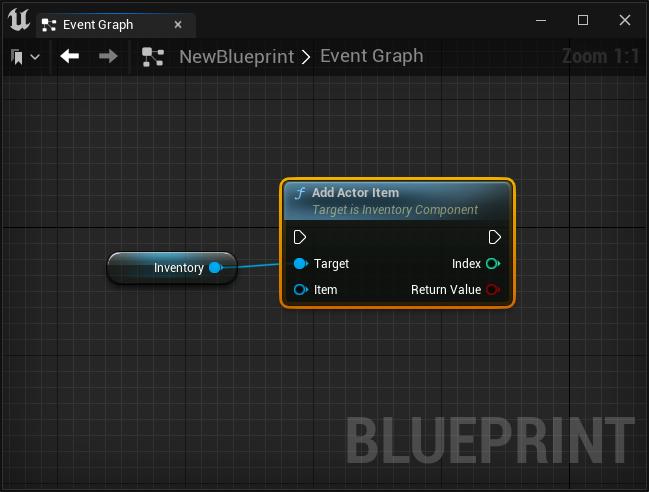 Event Graph
NewBlueprint > Event Graph
Zoom 1:1
f Add Actor Item
Target is Inventory Component
Inventory
Target
Index
Item
Return Value
BLUEPRINT